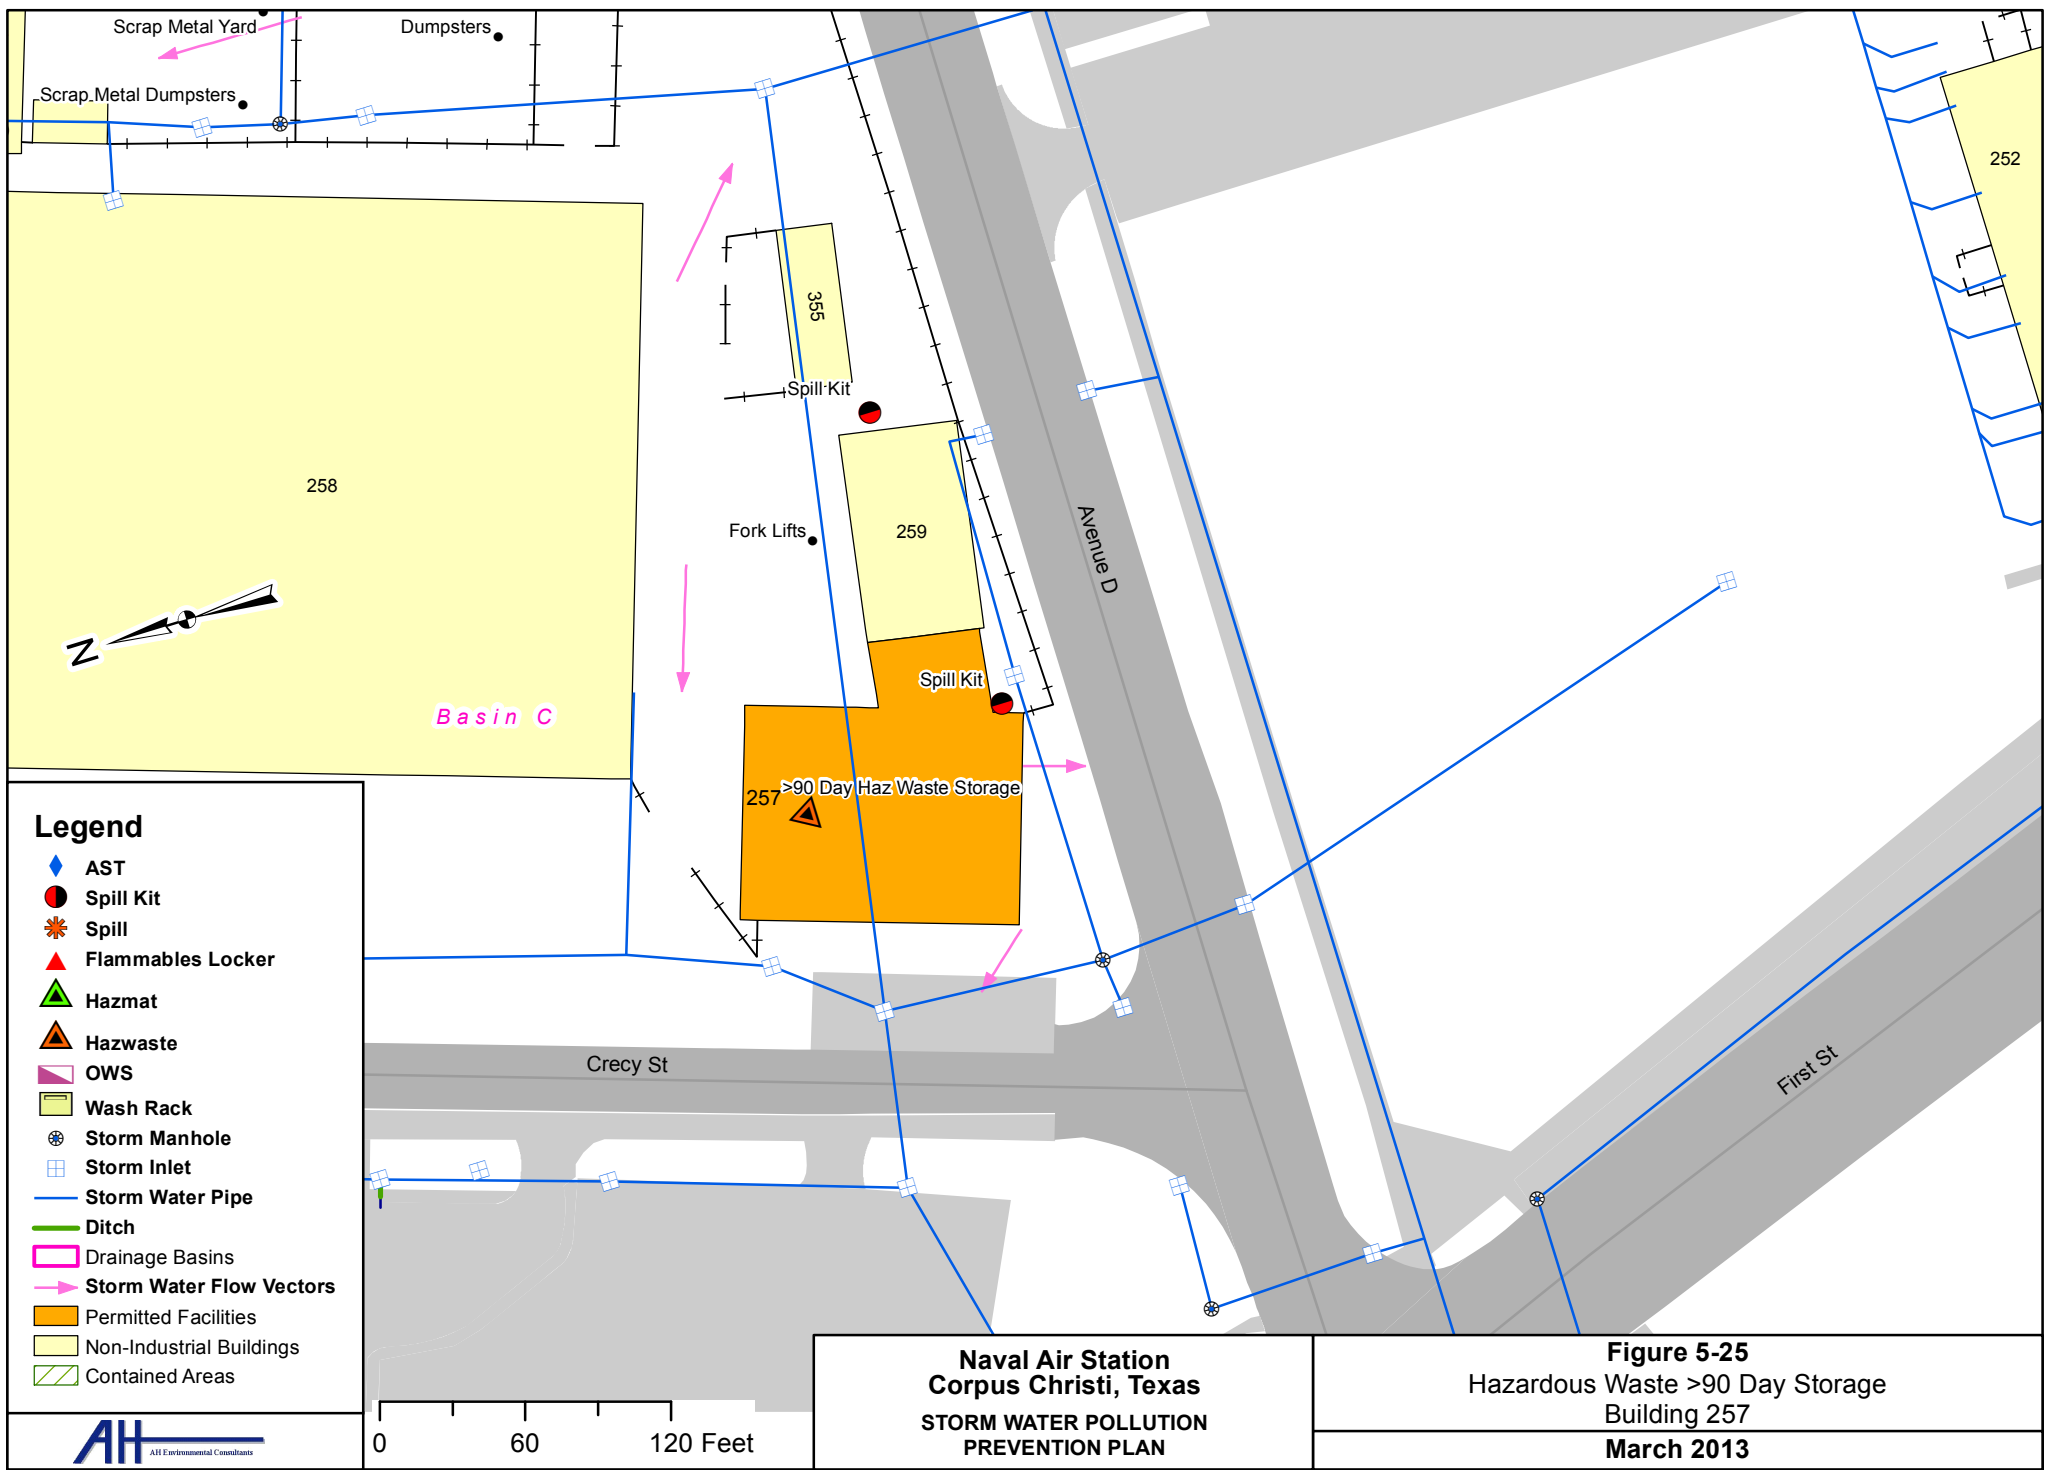 Scrap Metal Yard
Dumpsters
Scrap Metal Dumpsters
252
355
Spill Kit
258
259
Fork Lifts
Avenue D
N
Spill Kit
Basin C
>90 Day Haz Waste Storage
257
Crecy St
First St
Legend
AST
Spill Kit
Spill
Flammables Locker
Hazmat
Hazwaste
OWS
Wash Rack
Storm Manhole
Storm Inlet
Storm Water Pipe
Ditch
Drainage Basins
Storm Water Flow Vectors
Permitted Facilities
Non-Industrial Buildings
Contained Areas
AH AH Environmental Consultants
0 60 120 Feet
Naval Air Station
Corpus Christi, Texas
STORM WATER POLLUTION
PREVENTION PLAN
Figure 5-25
Hazardous Waste >90 Day Storage
Building 257
March 2013